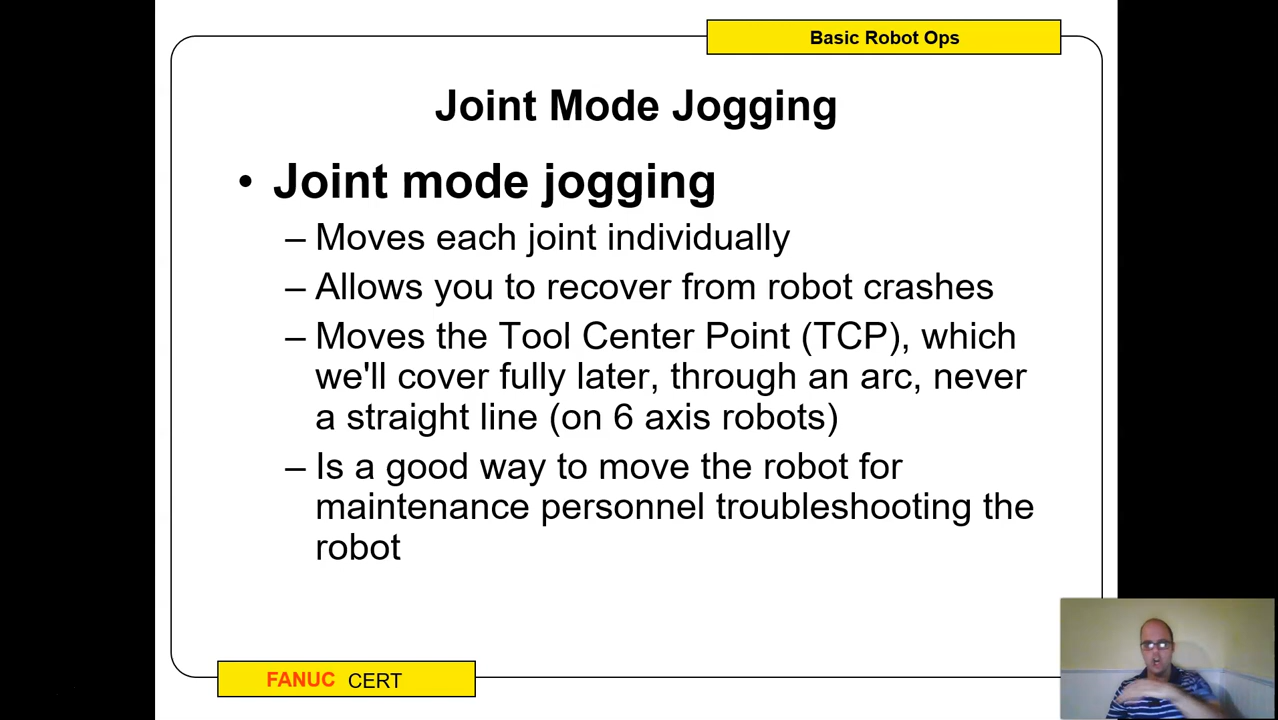 Basic Robot Ops
Joint Mode Jogging
• Joint mode jogging
– Moves each joint individually
– Allows you to recover from robot crashes
– Moves the Tool Center Point (TCP), which
we'll cover fully later, through an arc, never
a straight line (on 6 axis robots)
– Is a good way to move the robot for
maintenance personnel troubleshooting the
robot
FANUC CERT